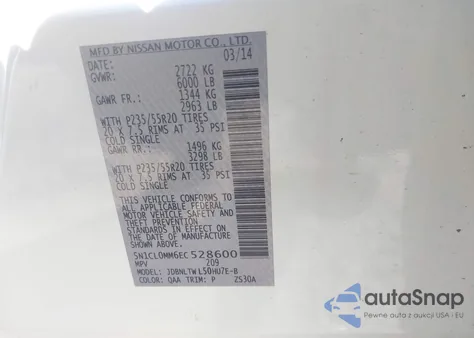 MFD BY NISSAN MOTOR CO., LTD.
DATE: 03/14
GVWR: 2722 KG
6000 LB
GAWR FR.: 1344 KG
2963 LB
WITH P235/55R20 TIRES
20 X 7.5 RIMS AT 35 PSI
COLD SINGLE
GAWR RR.: 1496 KG
3298 LB
WITH P235/55R20 TIRES
20 X 7.5 RIMS AT 35 PSI
COLD SINGLE
THIS VEHICLE CONFORMS TO
ALL APPLICABLE FEDERAL
MOTOR VEHICLE SAFETY AND
THEFT PREVENTION
STANDARDS IN EFFECT ON
THE DATE OF MANUFACTURE
SHOWN ABOVE.
5N1CL0MM6EC528600
MPV 209
MODEL: JDBNLTWL50HU7E-B
COLOR: QAA TRIM: P ZS30A
autoSnap
Pewne auta z USA i EU